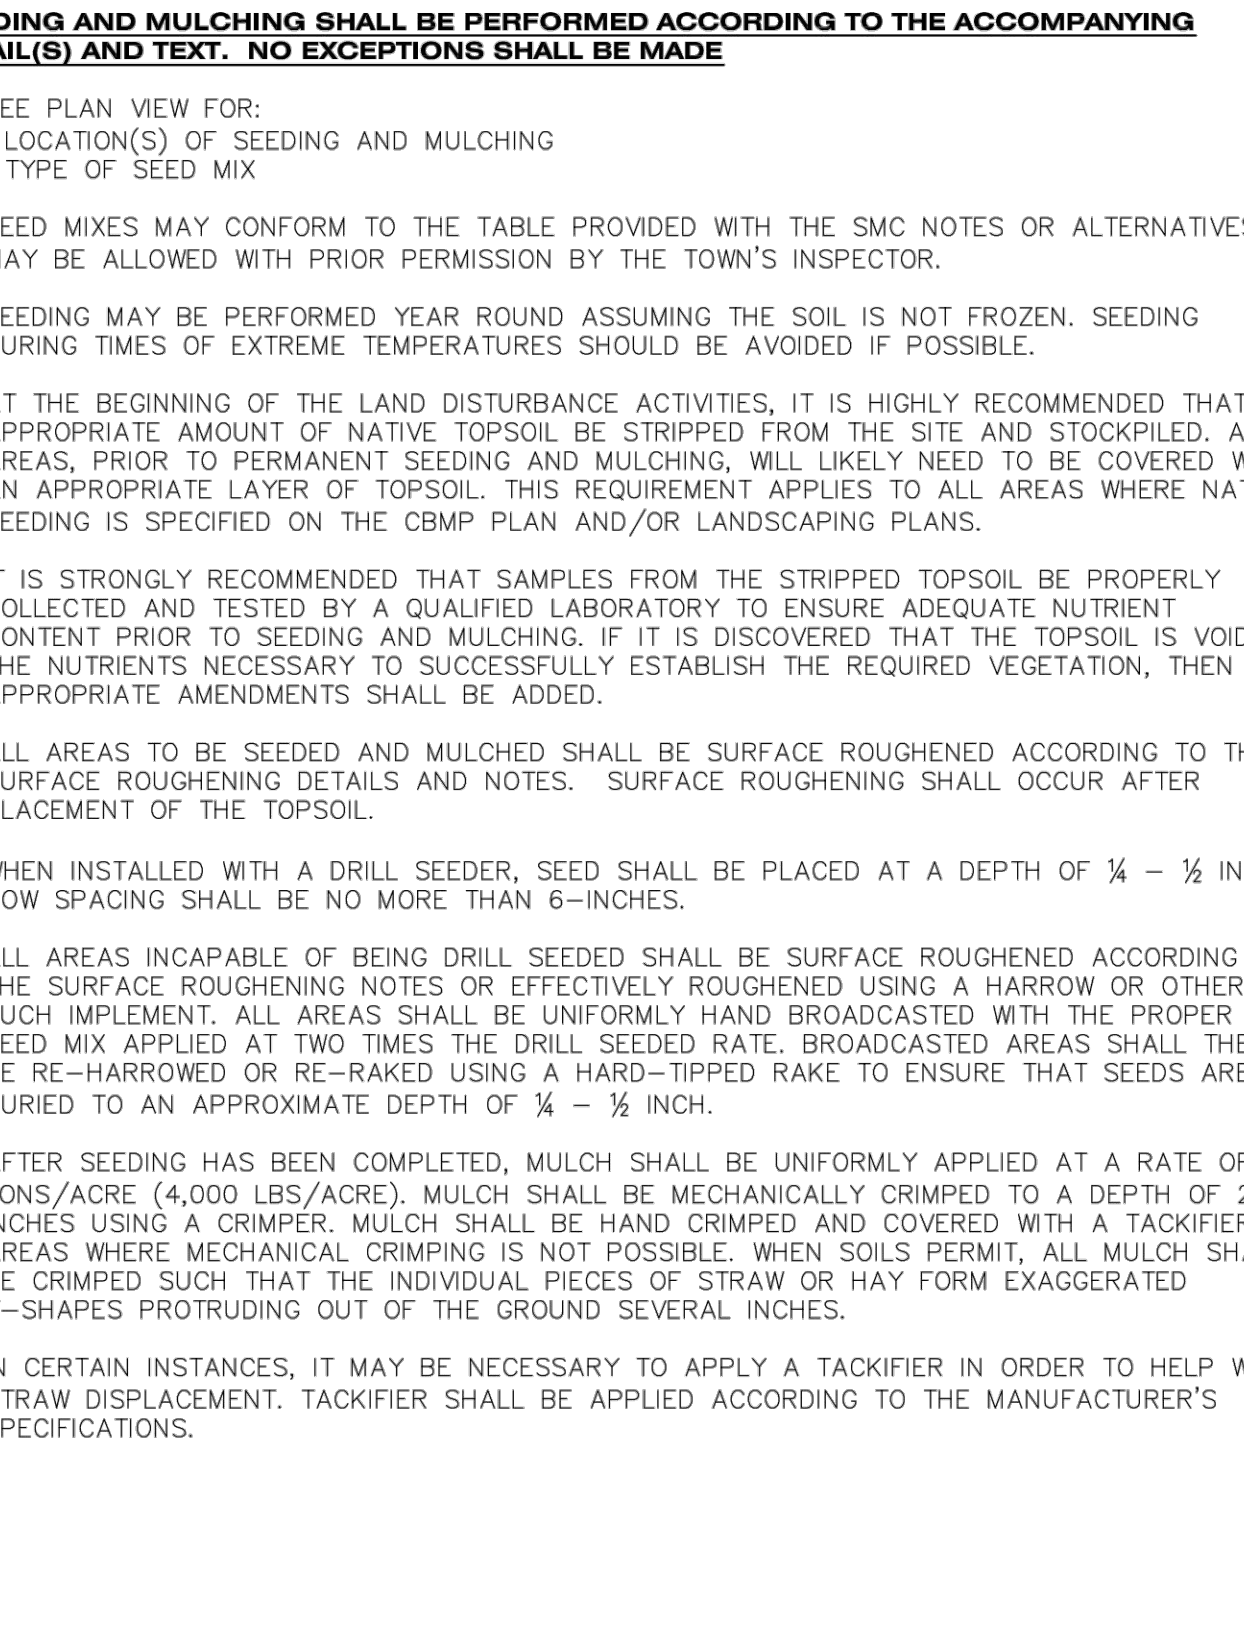 DING AND MULCHING SHALL BE PERFORMED ACCORDING TO THE ACCOMPANYING
AIL(S) AND TEXT. NO EXCEPTIONS SHALL BE MADE
EE PLAN VIEW FOR:
LOCATION(S) OF SEEDING AND MULCHING
TYPE OF SEED MIX
EED MIXES MAY CONFORM TO THE TABLE PROVIDED WITH THE SMC NOTES OR ALTERNATIVES
MAY BE ALLOWED WITH PRIOR PERMISSION BY THE TOWN'S INSPECTOR.
EEDING MAY BE PERFORMED YEAR ROUND ASSUMING THE SOIL IS NOT FROZEN. SEEDING
URING TIMES OF EXTREME TEMPERATURES SHOULD BE AVOIDED IF POSSIBLE.
T THE BEGINNING OF THE LAND DISTURBANCE ACTIVITIES, IT IS HIGHLY RECOMMENDED THAT
PPROPRIATE AMOUNT OF NATIVE TOPSOIL BE STRIPPED FROM THE SITE AND STOCKPILED. A
REAS, PRIOR TO PERMANENT SEEDING AND MULCHING, WILL LIKELY NEED TO BE COVERED W
AN APPROPRIATE LAYER OF TOPSOIL. THIS REQUIREMENT APPLIES TO ALL AREAS WHERE NAT
EEDING IS SPECIFIED ON THE CBMP PLAN AND/OR LANDSCAPING PLANS.
T IS STRONGLY RECOMMENDED THAT SAMPLES FROM THE STRIPPED TOPSOIL BE PROPERLY
OLLECTED AND TESTED BY A QUALIFIED LABORATORY TO ENSURE ADEQUATE NUTRIENT
ONTENT PRIOR TO SEEDING AND MULCHING. IF IT IS DISCOVERED THAT THE TOPSOIL IS VOID
HE NUTRIENTS NECESSARY TO SUCCESSFULLY ESTABLISH THE REQUIRED VEGETATION, THEN
PPROPRIATE AMENDMENTS SHALL BE ADDED.
LL AREAS TO BE SEEDED AND MULCHED SHALL BE SURFACE ROUGHENED ACCORDING TO TH
URFACE ROUGHENING DETAILS AND NOTES. SURFACE ROUGHENING SHALL OCCUR AFTER
LACEMENT OF THE TOPSOIL.
WHEN INSTALLED WITH A DRILL SEEDER, SEED SHALL BE PLACED AT A DEPTH OF ¼ – ½ IN
OW SPACING SHALL BE NO MORE THAN 6–INCHES.
LL AREAS INCAPABLE OF BEING DRILL SEEDED SHALL BE SURFACE ROUGHENED ACCORDING
HE SURFACE ROUGHENING NOTES OR EFFECTIVELY ROUGHENED USING A HARROW OR OTHER
UCH IMPLEMENT. ALL AREAS SHALL BE UNIFORMLY HAND BROADCASTED WITH THE PROPER
EED MIX APPLIED AT TWO TIMES THE DRILL SEEDED RATE. BROADCASTED AREAS SHALL THE
E RE–HARROWED OR RE–RAKED USING A HARD–TIPPED RAKE TO ENSURE THAT SEEDS ARE
URIED TO AN APPROXIMATE DEPTH OF ¼ – ½ INCH.
FTER SEEDING HAS BEEN COMPLETED, MULCH SHALL BE UNIFORMLY APPLIED AT A RATE OF
ONS/ACRE (4,000 LBS/ACRE). MULCH SHALL BE MECHANICALLY CRIMPED TO A DEPTH OF 2
NCHES USING A CRIMPER. MULCH SHALL BE HAND CRIMPED AND COVERED WITH A TACKIFIER
REAS WHERE MECHANICAL CRIMPING IS NOT POSSIBLE. WHEN SOILS PERMIT, ALL MULCH SHA
E CRIMPED SUCH THAT THE INDIVIDUAL PIECES OF STRAW OR HAY FORM EXAGGERATED
–SHAPES PROTRUDING OUT OF THE GROUND SEVERAL INCHES.
N CERTAIN INSTANCES, IT MAY BE NECESSARY TO APPLY A TACKIFIER IN ORDER TO HELP W
TRAW DISPLACEMENT. TACKIFIER SHALL BE APPLIED ACCORDING TO THE MANUFACTURER'S
PECIFICATIONS.